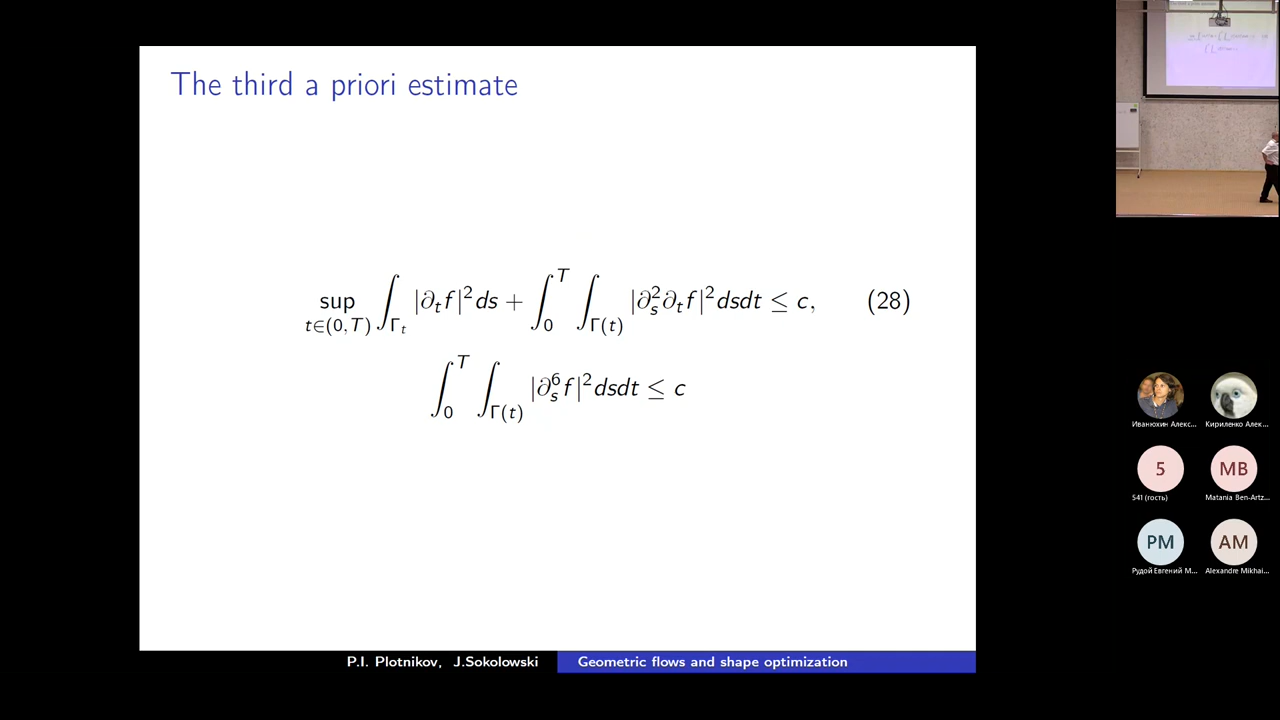 The third a priori estimate
sup_{t∈(0,T)} ∫_{Γ_t} |∂_t f|² ds + ∫_0^T ∫_{Γ(t)} |∂_s² ∂_t f|² dsdt ≤ c, (28)
∫_0^T ∫_{Γ(t)} |∂_s^6 f|² dsdt ≤ c
P.I. Plotnikov, J.Sokolowski Geometric flows and shape optimization
Иванюхин Алекс... Кириленко Алек...
5 MB
541 (гость) Matania Ben-Artz...
PM AM
Рудой Евгений М... Alexandre Mikhai...